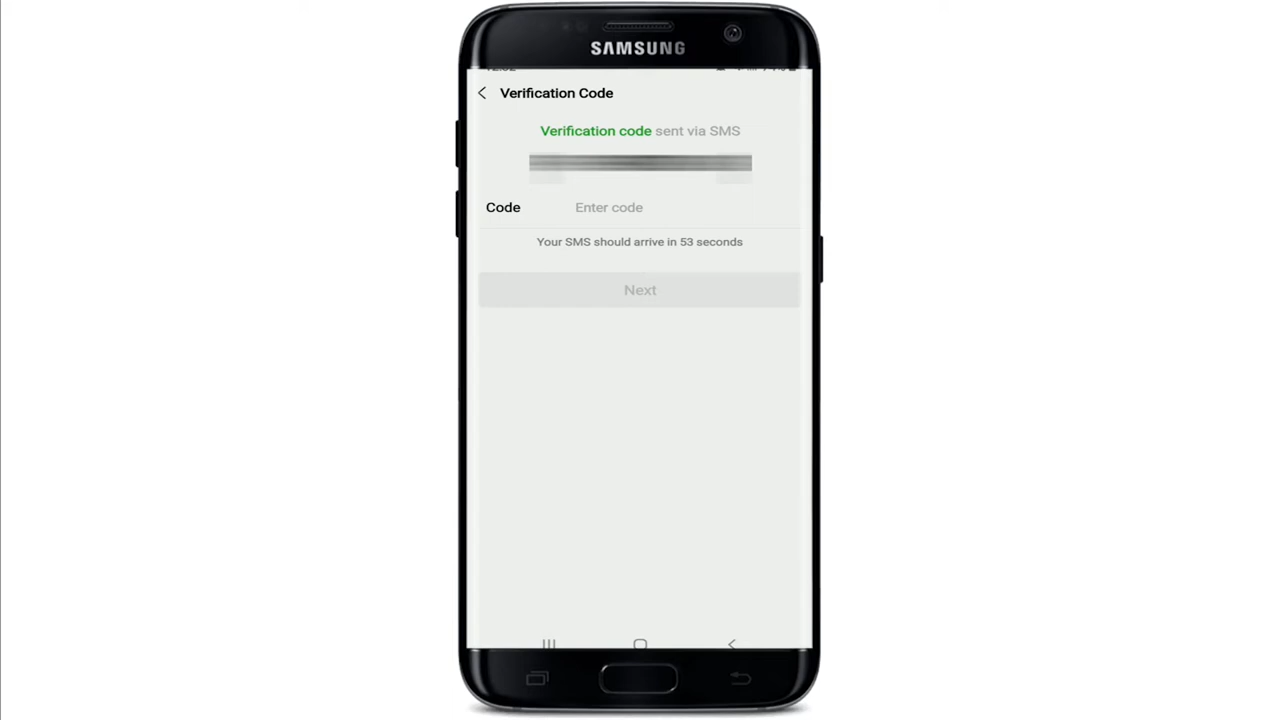 SAMSUNG
Verification Code
Verification code sent via SMS
Code Enter code
Your SMS should arrive in 53 seconds
Next